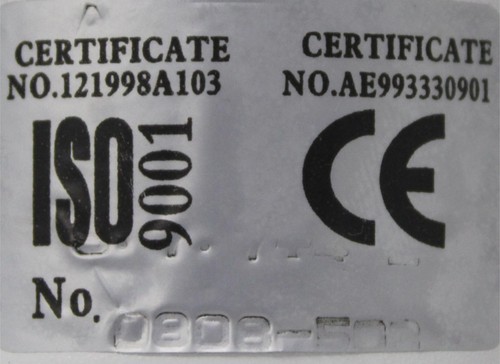 CERTIFICATE
NO.121998A103
CERTIFICATE
NO.AE993330901
ISO
9001
CE
No.